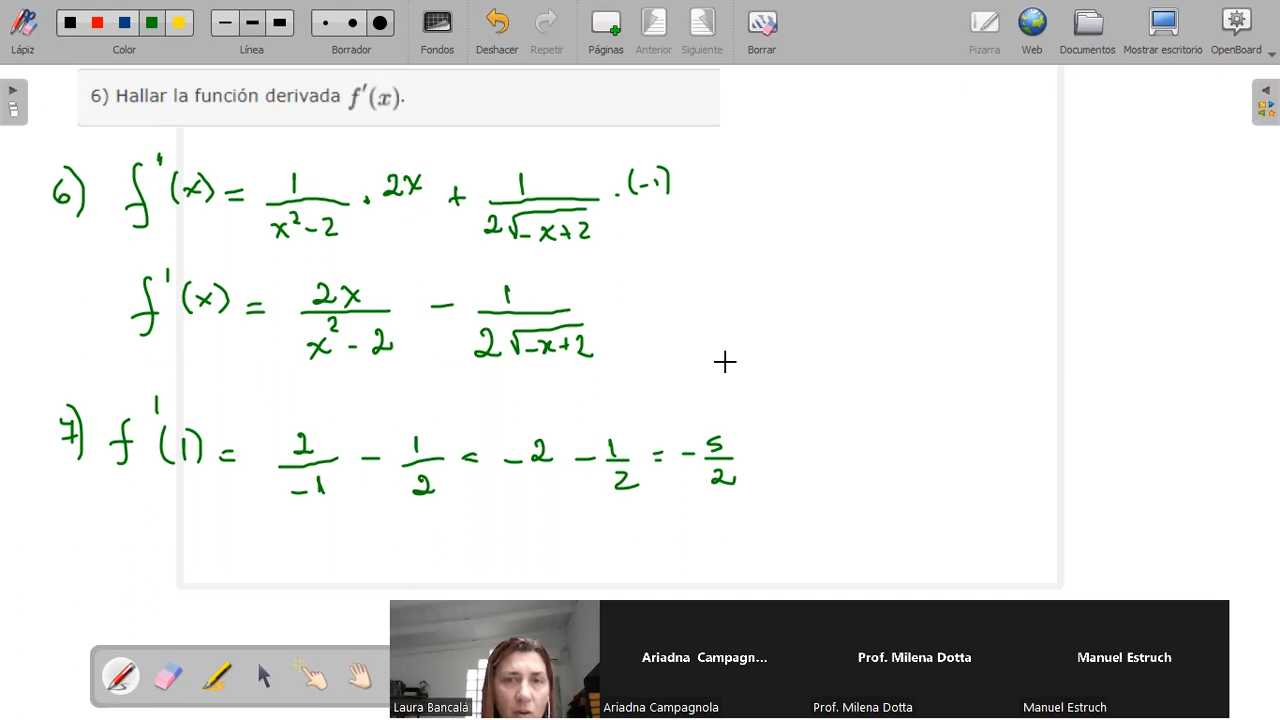 Lápiz Color Línea Borrador Fondos Deshacer Repetir Páginas Anterior Siguiente Borrar Pizarra Web Documentos Mostrar escritorio OpenBoard
6) Hallar la función derivada f'(x).
6) f'(x) = 1/(x²-2) . 2x + 1/(2√(-x+2)) . (-1)
f'(x) = 2x/(x²-2) - 1/(2√(-x+2))
7) f'(1) = 2/-1 - 1/2 = -2 - 1/2 = -5/2
Ariadna Campagn... Prof. Milena Dotta Manuel Estruch
Laura Bancalá Ariadna Campagnola Prof. Milena Dotta Manuel Estruch